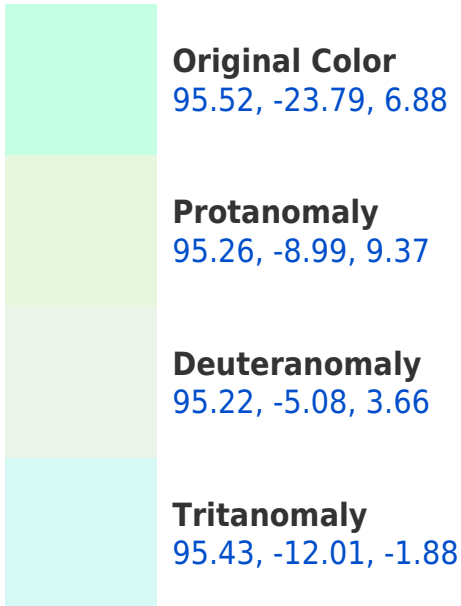 Original Color
95.52, -23.79, 6.88
Protanomaly
95.26, -8.99, 9.37
Deuteranomaly
95.22, -5.08, 3.66
Tritanomaly
95.43, -12.01, -1.88